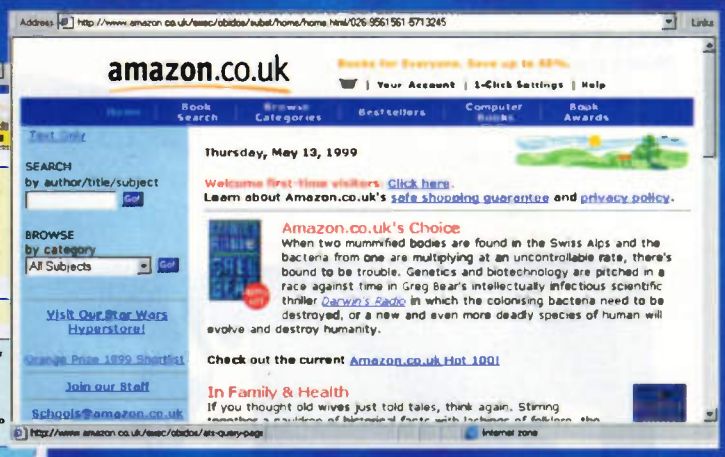 Address http://www.amazon.co.uk/exec/obidos/subst/home/home.html/026-9561561-5713245 Links
amazon.co.uk
Books for Everyone. Save up to
Your Account | 1-Click Settings | Help
Home
Book Search
Browse Categories
Bestsellers
Computer Books
Book Awards
Text Only
SEARCH
by author/title/subject
Go!
BROWSE
by category
All Subjects Go!
Visit Our Star Wars
Hyperstore!
Orange Prize 1999 Shortlist
Join our Staff
Schools@amazon.co.uk
Thursday, May 13, 1999
Welcome first-time visitors: Click here.
Learn about Amazon.co.uk's safe shopping guarantee and privacy policy.
Amazon.co.uk's Choice
When two mummified bodies are found in the Swiss Alps and the
bacteria from one are multiplying at an uncontrollable rate, there's
bound to be trouble. Genetics and biotechnology are pitched in a
race against time in Greg Bear's intellectually infectious scientific
thriller Darwin's Radio in which the colonising bacteria need to be
destroyed, or a new and even more deadly species of human will
evolve and destroy humanity.
Check out the current Amazon.co.uk Hot 100!
In Family & Health
If you thought old wives just told tales, think again. Stirring
together a cauldron of historical facts with lashings of folklore, the
http://www.amazon.co.uk/exec/obidos/ats-query-page
Internet zone